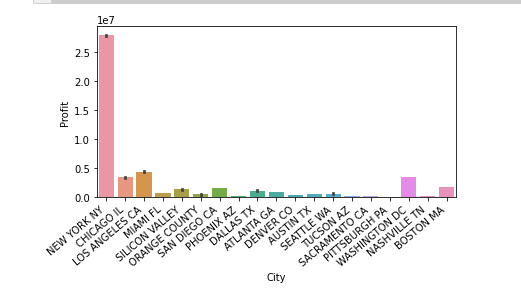 1e7
2.5
2.0
1.5
1.0
0.5
0.0
Profit
NEW YORK NY
CHICAGO IL
LOS ANGELES CA
MIAMI FL
SILICON VALLEY
ORANGE COUNTY
SAN DIEGO CA
PHOENIX AZ
DALLAS TX
ATLANTA GA
DENVER CO
AUSTIN TX
SEATTLE WA
TUCSON AZ
SACRAMENTO CA
PITTSBURGH PA
WASHINGTON DC
NASHVILLE TN
BOSTON MA
City